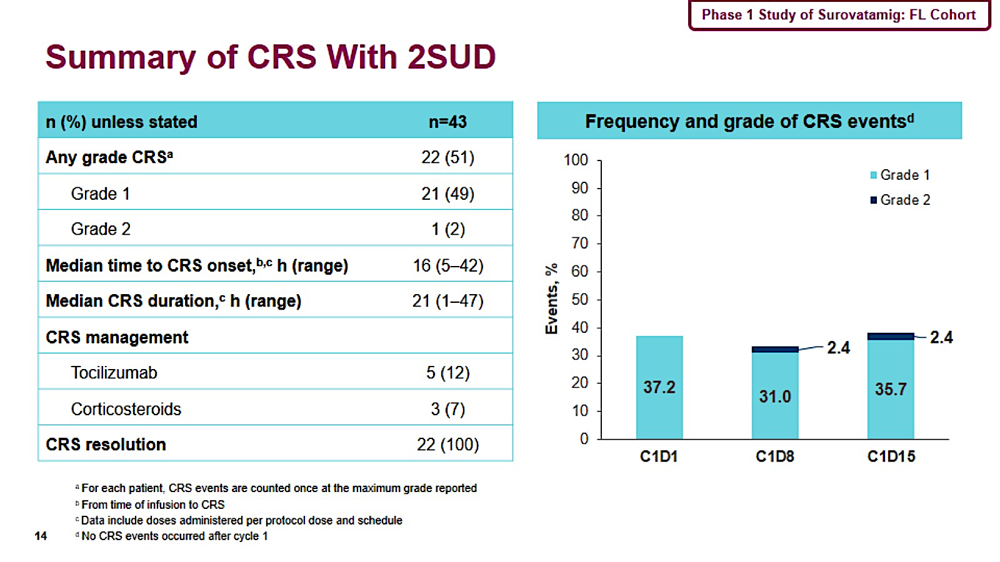 Phase 1 Study of Surovatamig: FL Cohort
Summary of CRS With 2SUD
n (%) unless stated n=43
Any grade CRSᵃ 22 (51)
Grade 1 21 (49)
Grade 2 1 (2)
Median time to CRS onset,ᵇ,ᶜ h (range) 16 (5–42)
Median CRS duration,ᶜ h (range) 21 (1–47)
CRS management
Tocilizumab 5 (12)
Corticosteroids 3 (7)
CRS resolution 22 (100)
ᵃ For each patient, CRS events are counted once at the maximum grade reported
ᵇ From time of infusion to CRS
ᶜ Data include doses administered per protocol dose and schedule
ᵈ No CRS events occurred after cycle 1
14
Frequency and grade of CRS eventsᵈ
Events, %
100
90
80
70
60
50
40
30
20
10
0
Grade 1
Grade 2
37.2
31.0
2.4
35.7
2.4
C1D1 C1D8 C1D15